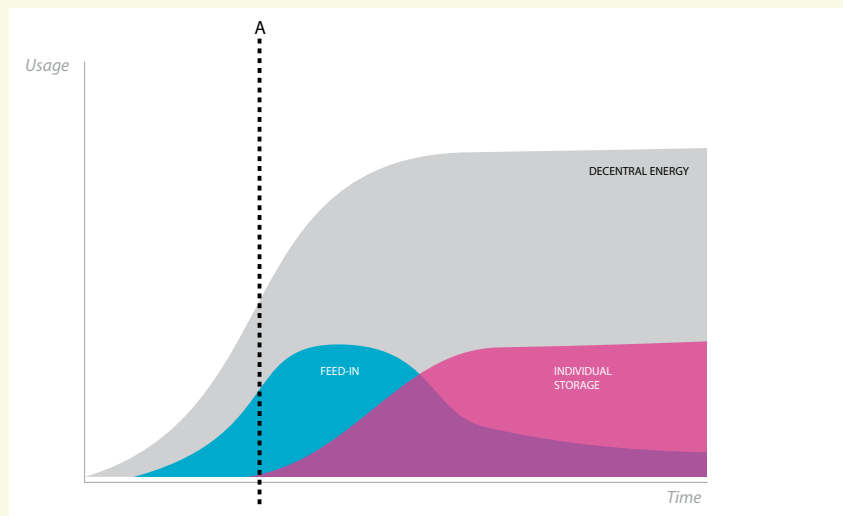 A
Usage
DECENTRAL ENERGY
FEED-IN
INDIVIDUAL
STORAGE
Time